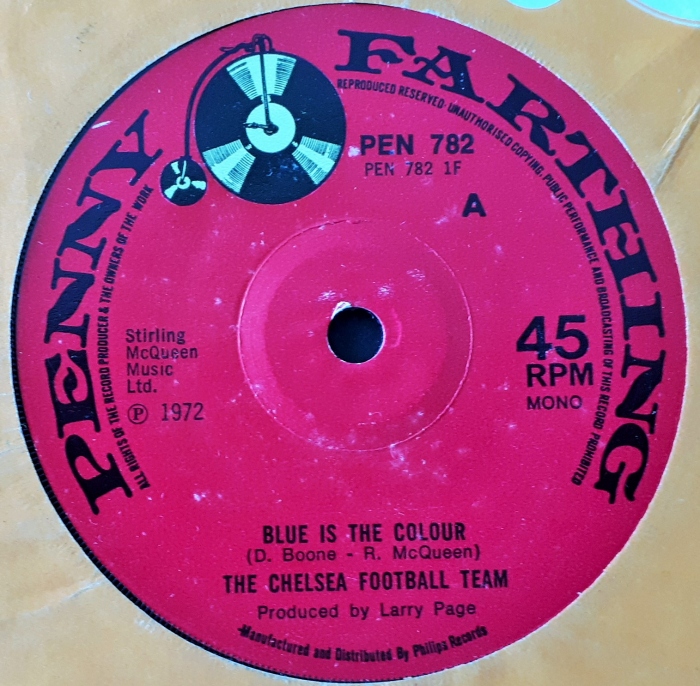 PENNY FARTHING
REPRODUCED RESERVED·UNAUTHORISED COPYING, PUBLIC PERFORMANCE AND BROADCASTING OF THIS RECORD PROHIBITED
ALL RIGHTS OF THE RECORD PRODUCER & THE OWNERS OF THE WORK
PEN 782
PEN 782 1F
A
Stirling
McQueen
Music
Ltd.
Ⓟ 1972
45
RPM
MONO
BLUE IS THE COLOUR
(D. Boone - R. McQueen)
THE CHELSEA FOOTBALL TEAM
Produced by Larry Page
Manufactured and Distributed By Philips Records